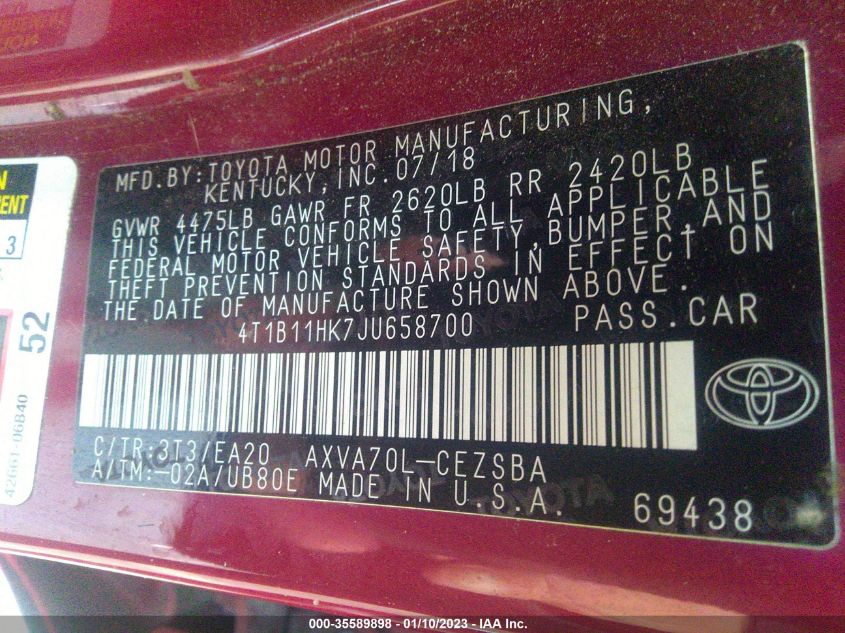 MFD.BY:TOYOTA MOTOR MANUFACTURING,
KENTUCKY,INC.07/18
GVWR 4475LB GAWR FR 2620LB RR 2420LB
THIS VEHICLE CONFORMS TO ALL APPLICABLE
FEDERAL MOTOR VEHICLE SAFETY,BUMPER,AND
THEFT PREVENTION STANDARDS IN EFFECT ON
THE DATE OF MANUFACTURE SHOWN ABOVE.
4T1B11HK7JU658700 PASS.CAR
C/TR:3T3/EA20 AXVA70L-CEZSBA
A/TM:-02A/UB80E MADE IN U.S.A.
69438
3
52
42661-06B40
000-35589898 - 01/10/2023 - IAA Inc.